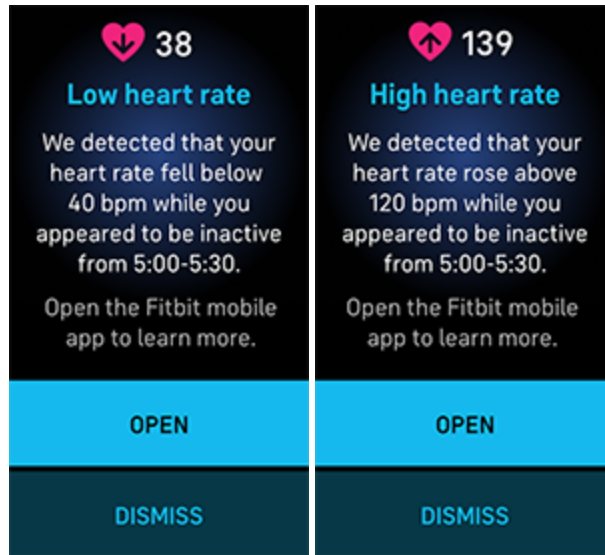 38
Low heart rate
We detected that your
heart rate fell below
40 bpm while you
appeared to be inactive
from 5:00-5:30.
Open the Fitbit mobile
app to learn more.
OPEN
DISMISS
139
High heart rate
We detected that your
heart rate rose above
120 bpm while you
appeared to be inactive
from 5:00-5:30.
Open the Fitbit mobile
app to learn more.
OPEN
DISMISS